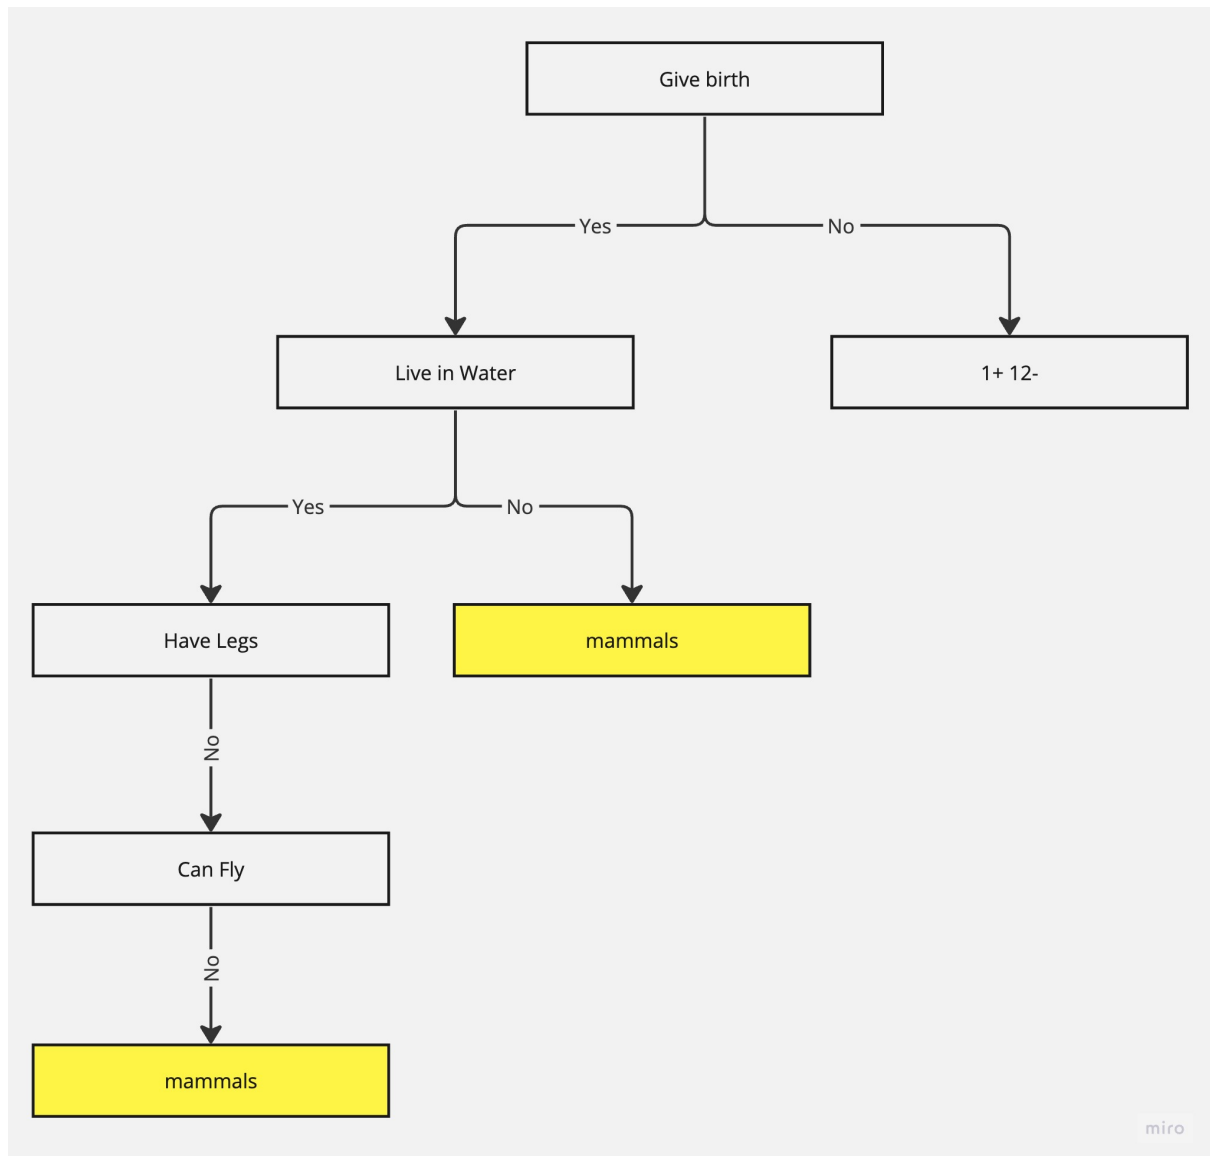 Give birth
Yes
No
Live in Water
1+ 12-
Yes
No
Have Legs
mammals
No
Can Fly
No
mammals
miro